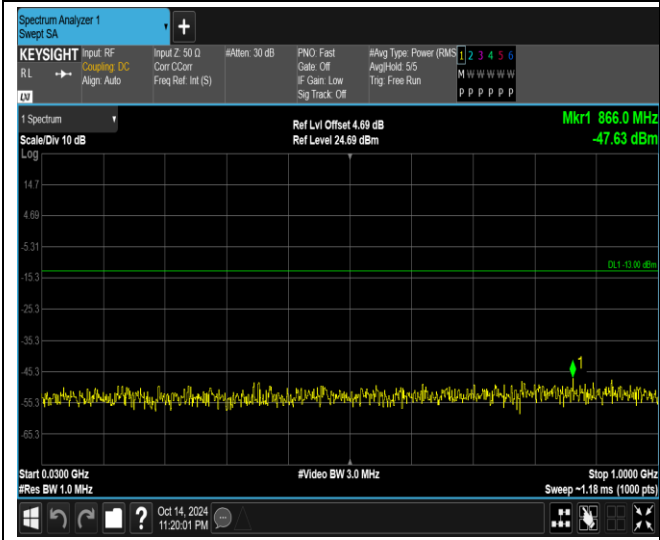 Spectrum Analyzer 1
Swept SA
+
KEYSIGHT
RL
LXI
Input: RF
Coupling: DC
Align: Auto
Input Z: 50 Ω
Corr CCorr
Freq Ref: Int (S)
#Atten: 30 dB
PNO: Fast
Gate: Off
IF Gain: Low
Sig Track: Off
#Avg Type: Power (RMS
Avg|Hold: 5/5
Trig: Free Run
1 2 3 4 5 6
M W W W W W
P P P P P P
1 Spectrum
Scale/Div 10 dB
Ref Lvl Offset 4.69 dB
Ref Level 24.69 dBm
Mkr1 866.0 MHz
-47.63 dBm
Log
14.7
4.69
-5.31
DL1 -13.00 dBm
-15.3
-25.3
-35.3
1
-45.3
-55.3
-65.3
Start 0.0300 GHz
#Res BW 1.0 MHz
#Video BW 3.0 MHz
Stop 1.0000 GHz
Sweep ~1.18 ms (1000 pts)
?
Oct 14, 2024
11:20:01 PM